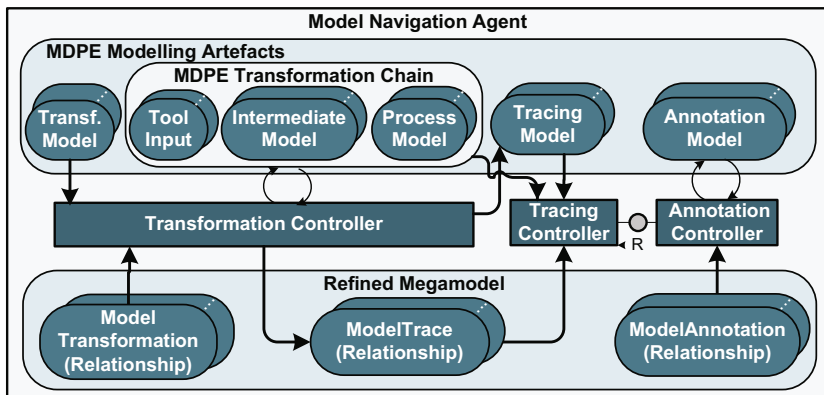 Model Navigation Agent
MDPE Modelling Artefacts
MDPE Transformation Chain
Transf.
Model
Tool
Input
Intermediate
Model
Process
Model
Tracing
Model
Annotation
Model
Transformation Controller
Tracing
Controller
R
Annotation
Controller
Refined Megamodel
Model
Transformation
(Relationship)
ModelTrace
(Relationship)
ModelAnnotation
(Relationship)